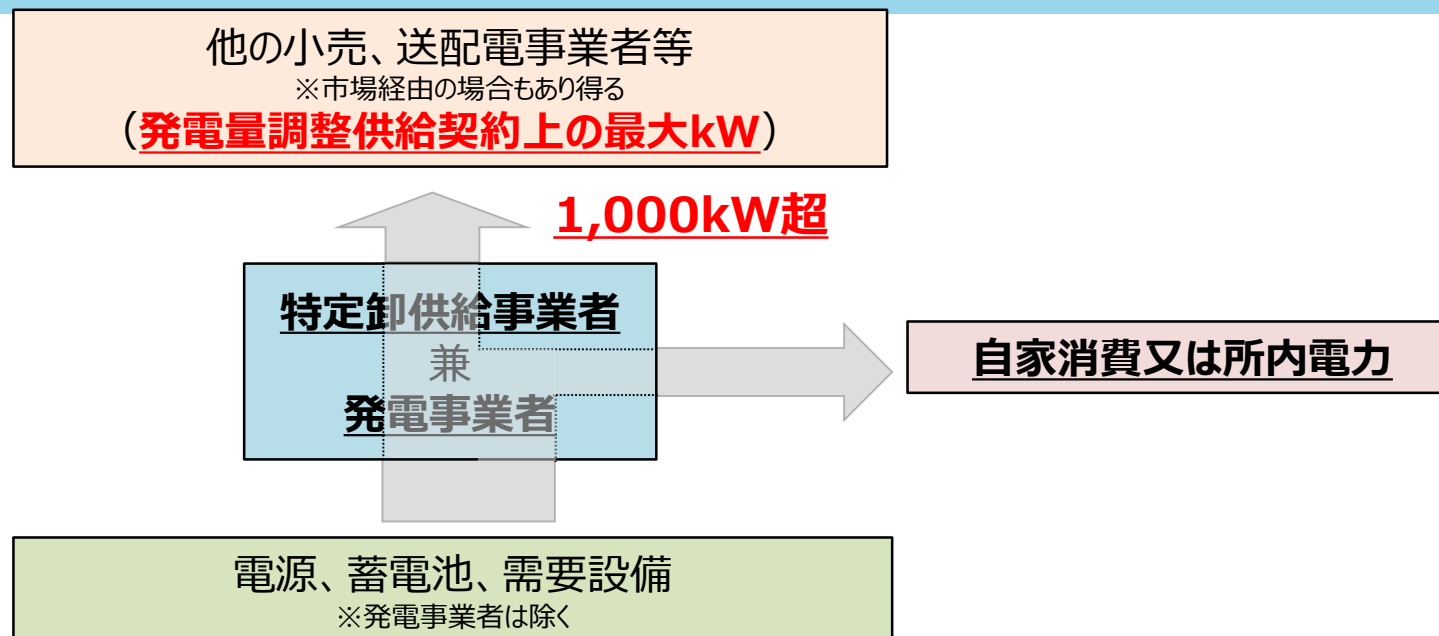 他の小売、送配電事業者等
※市場経由の場合もあり得る
（発電量調整供給契約上の最大kW）
1,000kW超
特定卸供給事業者
兼
発電事業者
自家消費又は所内電力
電源、蓄電池、需要設備
※発電事業者は除く